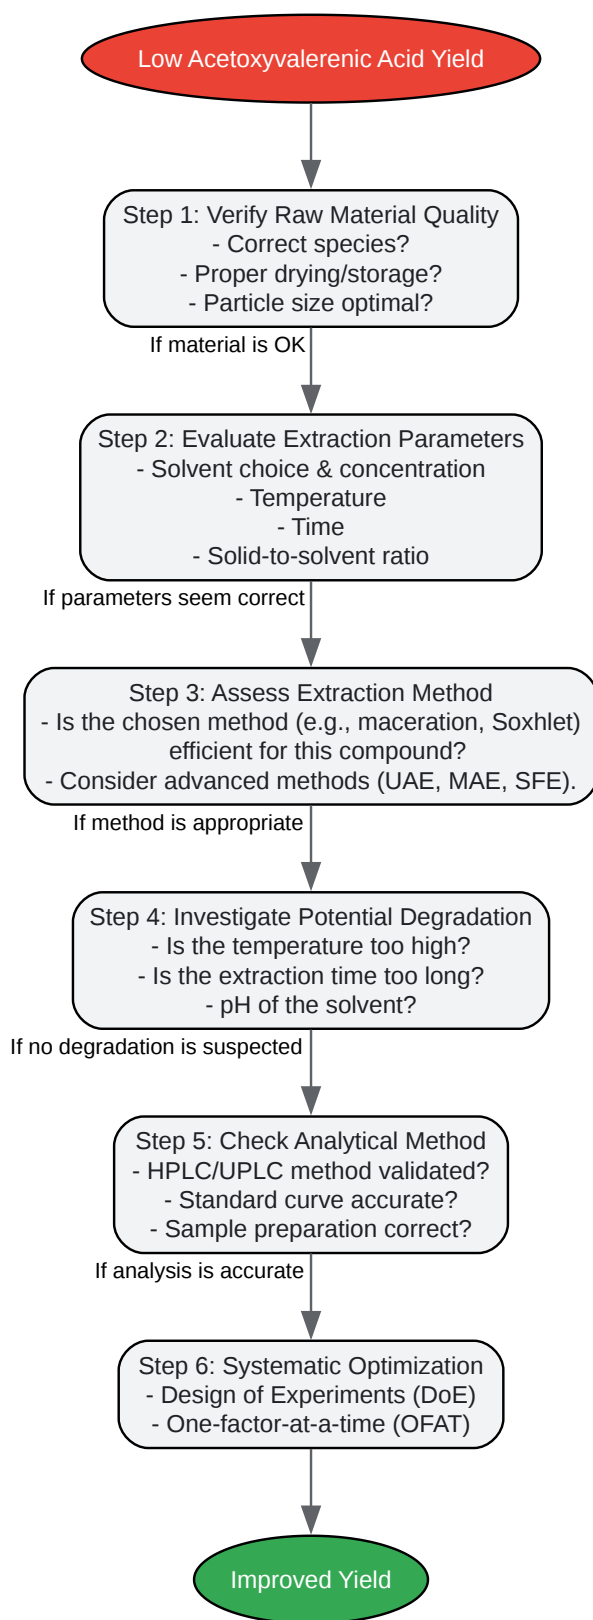 Low Acetoxyvalerenic Acid Yield
Step 1: Verify Raw Material Quality
- Correct species?
- Proper drying/storage?
- Particle size optimal?
If material is OK
Step 2: Evaluate Extraction Parameters
- Solvent choice & concentration
- Temperature
- Time
- Solid-to-solvent ratio
If parameters seem correct
Step 3: Assess Extraction Method
- Is the chosen method (e.g., maceration, Soxhlet)
efficient for this compound?
- Consider advanced methods (UAE, MAE, SFE).
If method is appropriate
Step 4: Investigate Potential Degradation
- Is the temperature too high?
- Is the extraction time too long?
- pH of the solvent?
If no degradation is suspected
Step 5: Check Analytical Method
- HPLC/UPLC method validated?
- Standard curve accurate?
- Sample preparation correct?
If analysis is accurate
Step 6: Systematic Optimization
- Design of Experiments (DoE)
- One-factor-at-a-time (OFAT)
Improved Yield